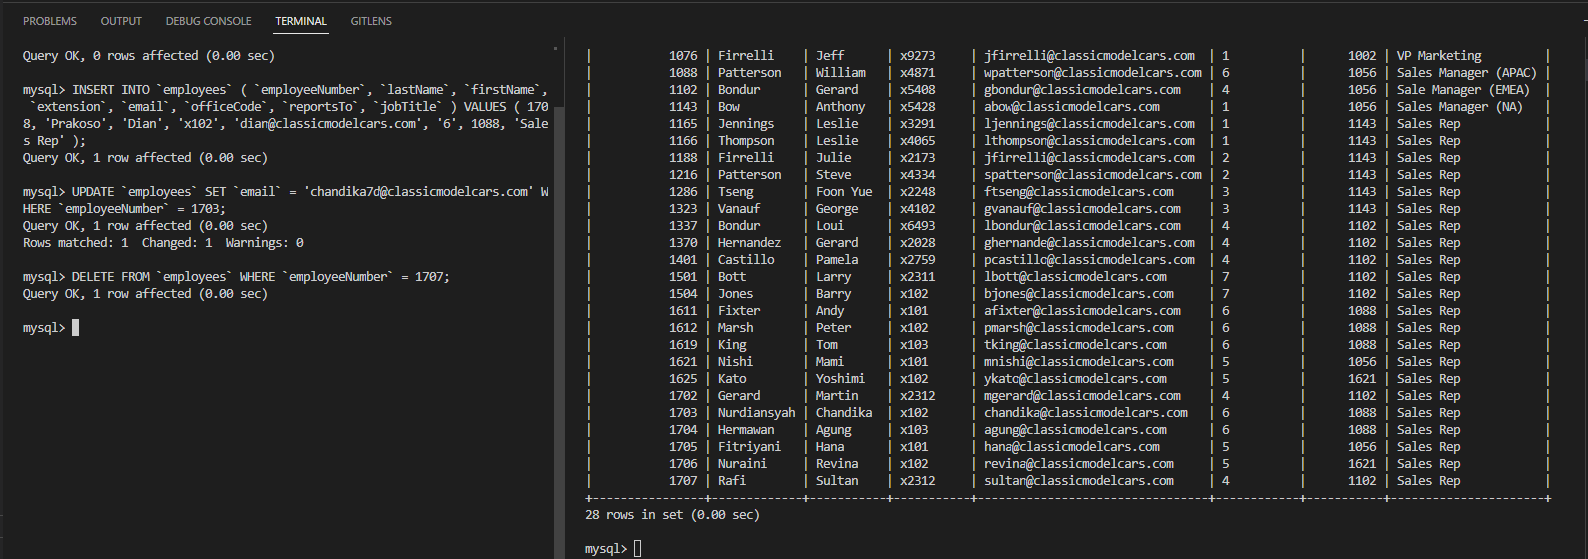 PROBLEMS OUTPUT DEBUG CONSOLE TERMINAL GITLENS
Query OK, 0 rows affected (0.00 sec)
mysql> INSERT INTO `employees` ( `employeeNumber`, `lastName`, `firstName`,
`extension`, `email`, `officeCode`, `reportsTo`, `jobTitle` ) VALUES ( 170
8, 'Prakoso', 'Dian', 'x102', 'dian@classicmodelcars.com', '6', 1088, 'Sale
s Rep' );
Query OK, 1 row affected (0.00 sec)
mysql> UPDATE `employees` SET `email` = 'chandika7d@classicmodelcars.com' W
HERE `employeeNumber` = 1703;
Query OK, 1 row affected (0.00 sec)
Rows matched: 1  Changed: 1  Warnings: 0
mysql> DELETE FROM `employees` WHERE `employeeNumber` = 1707;
Query OK, 1 row affected (0.00 sec)
mysql>
| 1076 | Firrelli | Jeff | x9273 | jfirrelli@classicmodelcars.com | 1 | 1002 | VP Marketing |
| 1088 | Patterson | William | x4871 | wpatterson@classicmodelcars.com | 6 | 1056 | Sales Manager (APAC) |
| 1102 | Bondur | Gerard | x5408 | gbondur@classicmodelcars.com | 4 | 1056 | Sale Manager (EMEA) |
| 1143 | Bow | Anthony | x5428 | abow@classicmodelcars.com | 1 | 1056 | Sales Manager (NA) |
| 1165 | Jennings | Leslie | x3291 | ljennings@classicmodelcars.com | 1 | 1143 | Sales Rep |
| 1166 | Thompson | Leslie | x4065 | lthompson@classicmodelcars.com | 1 | 1143 | Sales Rep |
| 1188 | Firrelli | Julie | x2173 | jfirrelli@classicmodelcars.com | 2 | 1143 | Sales Rep |
| 1216 | Patterson | Steve | x4334 | spatterson@classicmodelcars.com | 2 | 1143 | Sales Rep |
| 1286 | Tseng | Foon Yue | x2248 | ftseng@classicmodelcars.com | 3 | 1143 | Sales Rep |
| 1323 | Vanauf | George | x4102 | gvanauf@classicmodelcars.com | 3 | 1143 | Sales Rep |
| 1337 | Bondur | Loui | x6493 | lbondur@classicmodelcars.com | 4 | 1102 | Sales Rep |
| 1370 | Hernandez | Gerard | x2028 | ghernande@classicmodelcars.com | 4 | 1102 | Sales Rep |
| 1401 | Castillo | Pamela | x2759 | pcastillo@classicmodelcars.com | 4 | 1102 | Sales Rep |
| 1501 | Bott | Larry | x2311 | lbott@classicmodelcars.com | 7 | 1102 | Sales Rep |
| 1504 | Jones | Barry | x102 | bjones@classicmodelcars.com | 7 | 1102 | Sales Rep |
| 1611 | Fixter | Andy | x101 | afixter@classicmodelcars.com | 6 | 1088 | Sales Rep |
| 1612 | Marsh | Peter | x102 | pmarsh@classicmodelcars.com | 6 | 1088 | Sales Rep |
| 1619 | King | Tom | x103 | tking@classicmodelcars.com | 6 | 1088 | Sales Rep |
| 1621 | Nishi | Mami | x101 | mnishi@classicmodelcars.com | 5 | 1056 | Sales Rep |
| 1625 | Kato | Yoshimi | x102 | ykato@classicmodelcars.com | 5 | 1621 | Sales Rep |
| 1702 | Gerard | Martin | x2312 | mgerard@classicmodelcars.com | 4 | 1102 | Sales Rep |
| 1703 | Nurdiansyah | Chandika | x102 | chandika@classicmodelcars.com | 6 | 1088 | Sales Rep |
| 1704 | Hermawan | Agung | x103 | agung@classicmodelcars.com | 6 | 1088 | Sales Rep |
| 1705 | Fitriyani | Hana | x101 | hana@classicmodelcars.com | 5 | 1056 | Sales Rep |
| 1706 | Nuraini | Revina | x102 | revina@classicmodelcars.com | 5 | 1621 | Sales Rep |
| 1707 | Rafi | Sultan | x2312 | sultan@classicmodelcars.com | 4 | 1102 | Sales Rep |
28 rows in set (0.00 sec)
mysql>